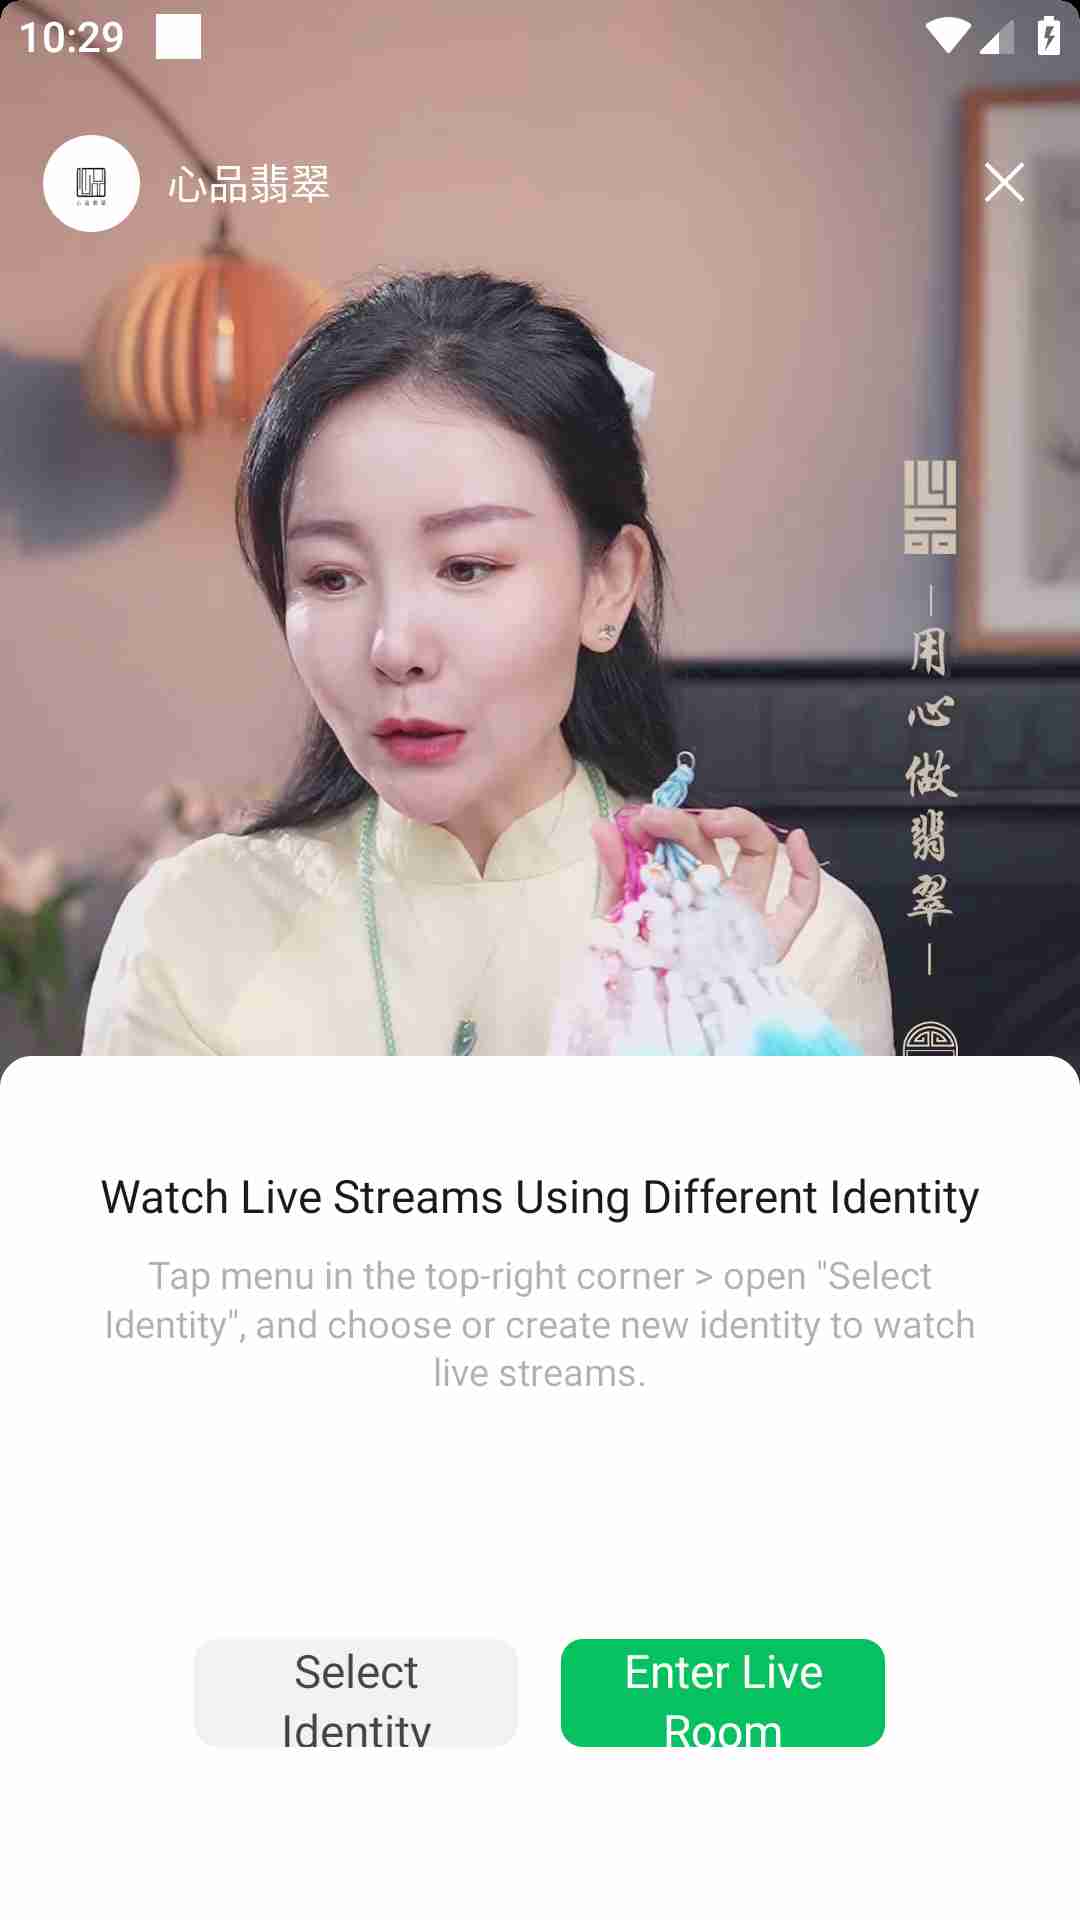 10:29
心品翡翠
心品
用心做翡翠
Watch Live Streams Using Different Identity
Tap menu in the top-right corner > open "Select
Identity", and choose or create new identity to watch
live streams.
Select
Identity
Enter Live
Room